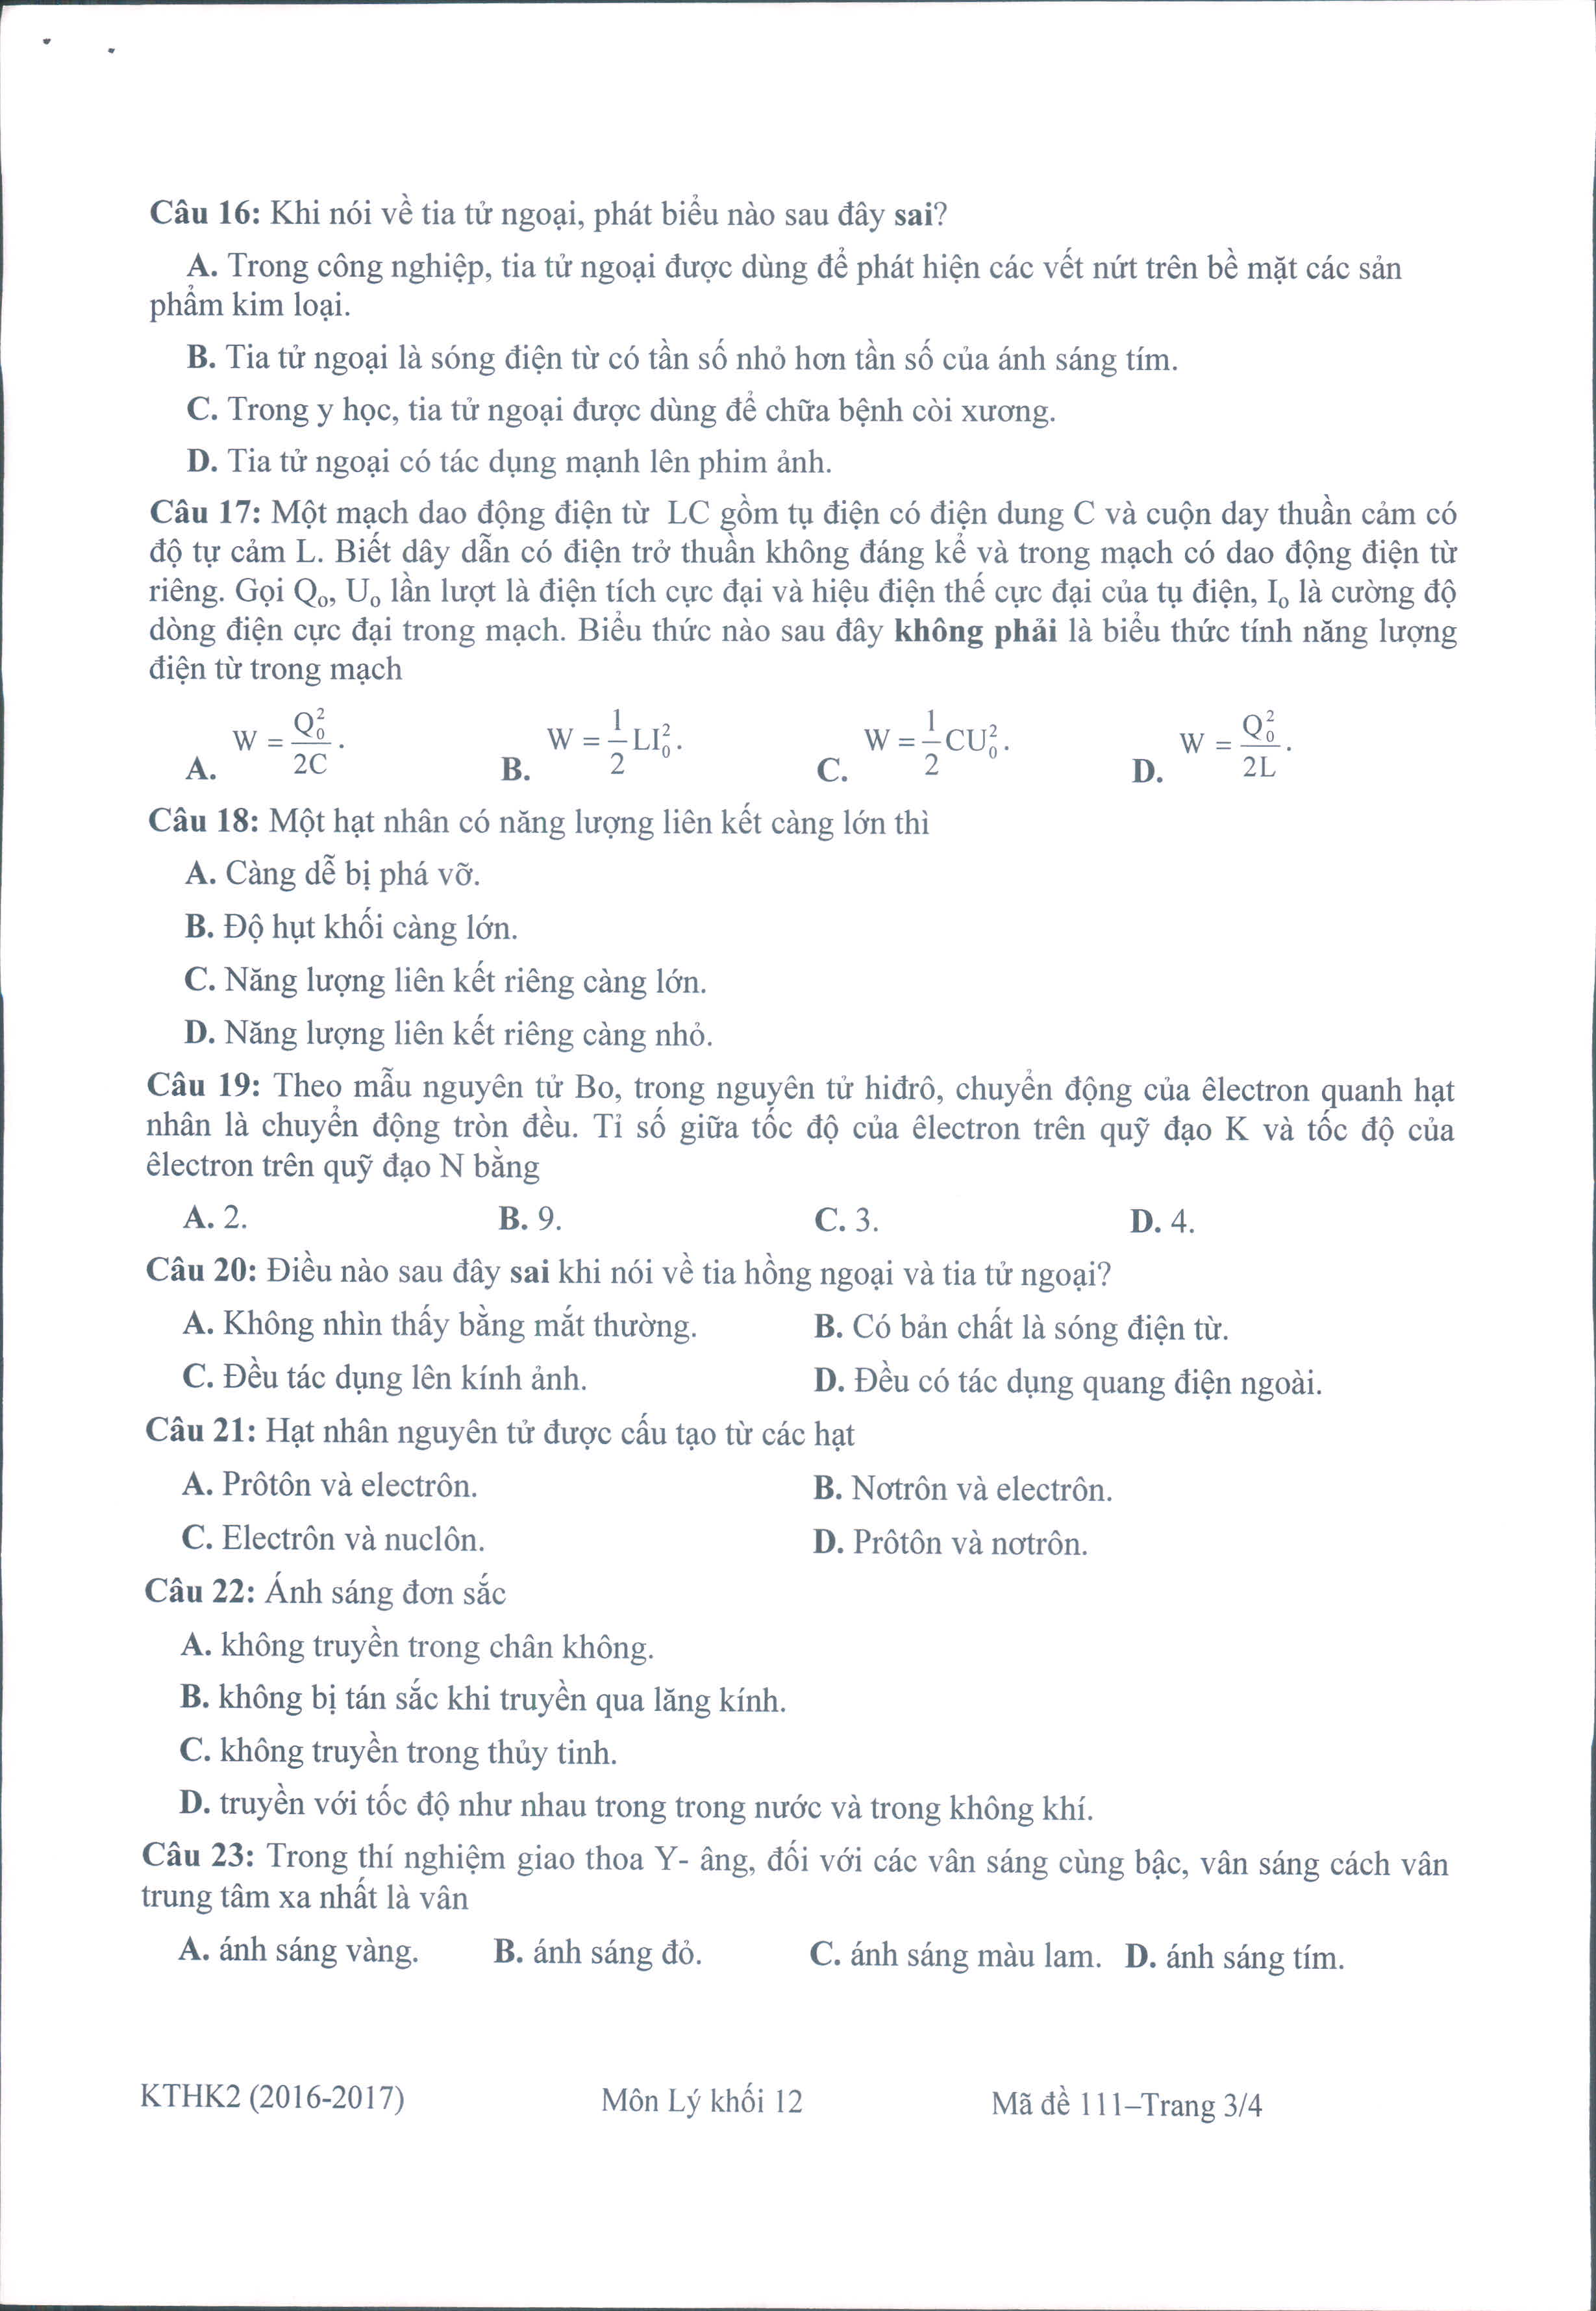 Câu 16: Khi nói về tia tử ngoại, phát biểu nào sau đây sai?
A. Trong công nghiệp, tia tử ngoại được dùng để phát hiện các vết nứt trên bề mặt các sản
phẩm kim loại.
B. Tia tử ngoại là sóng điện từ có tần số nhỏ hơn tần số của ánh sáng tím.
C. Trong y học, tia tử ngoại được dùng để chữa bệnh còi xương.
D. Tia tử ngoại có tác dụng mạnh lên phim ảnh.
Câu 17: Một mạch dao động điện từ LC gồm tụ điện có điện dung C và cuộn day thuần cảm có
độ tự cảm L. Biết dây dẫn có điện trở thuần không đáng kể và trong mạch có dao động điện từ
riêng. Gọi Q₀, U₀ lần lượt là điện tích cực đại và hiệu điện thế cực đại của tụ điện, I₀ là cường độ
dòng điện cực đại trong mạch. Biểu thức nào sau đây không phải là biểu thức tính năng lượng
điện từ trong mạch
A. W = Q₀²/2C. B. W = 1/2 LI₀². C. W = 1/2 CU₀². D. W = Q₀²/2L.
Câu 18: Một hạt nhân có năng lượng liên kết càng lớn thì
A. Càng dễ bị phá vỡ.
B. Độ hụt khối càng lớn.
C. Năng lượng liên kết riêng càng lớn.
D. Năng lượng liên kết riêng càng nhỏ.
Câu 19: Theo mẫu nguyên tử Bo, trong nguyên tử hiđrô, chuyển động của êlectron quanh hạt
nhân là chuyển động tròn đều. Tỉ số giữa tốc độ của êlectron trên quỹ đạo K và tốc độ của
êlectron trên quỹ đạo N bằng
A. 2. B. 9. C. 3. D. 4.
Câu 20: Điều nào sau đây sai khi nói về tia hồng ngoại và tia tử ngoại?
A. Không nhìn thấy bằng mắt thường. B. Có bản chất là sóng điện từ.
C. Đều tác dụng lên kính ảnh. D. Đều có tác dụng quang điện ngoài.
Câu 21: Hạt nhân nguyên tử được cấu tạo từ các hạt
A. Prôtôn và electrôn. B. Nơtrôn và electrôn.
C. Electrôn và nuclôn. D. Prôtôn và nơtrôn.
Câu 22: Ánh sáng đơn sắc
A. không truyền trong chân không.
B. không bị tán sắc khi truyền qua lăng kính.
C. không truyền trong thủy tinh.
D. truyền với tốc độ như nhau trong trong nước và trong không khí.
Câu 23: Trong thí nghiệm giao thoa Y- âng, đối với các vân sáng cùng bậc, vân sáng cách vân
trung tâm xa nhất là vân
A. ánh sáng vàng. B. ánh sáng đỏ. C. ánh sáng màu lam. D. ánh sáng tím.
KTHK2 (2016-2017) Môn Lý khối 12 Mã đề 111–Trang 3/4